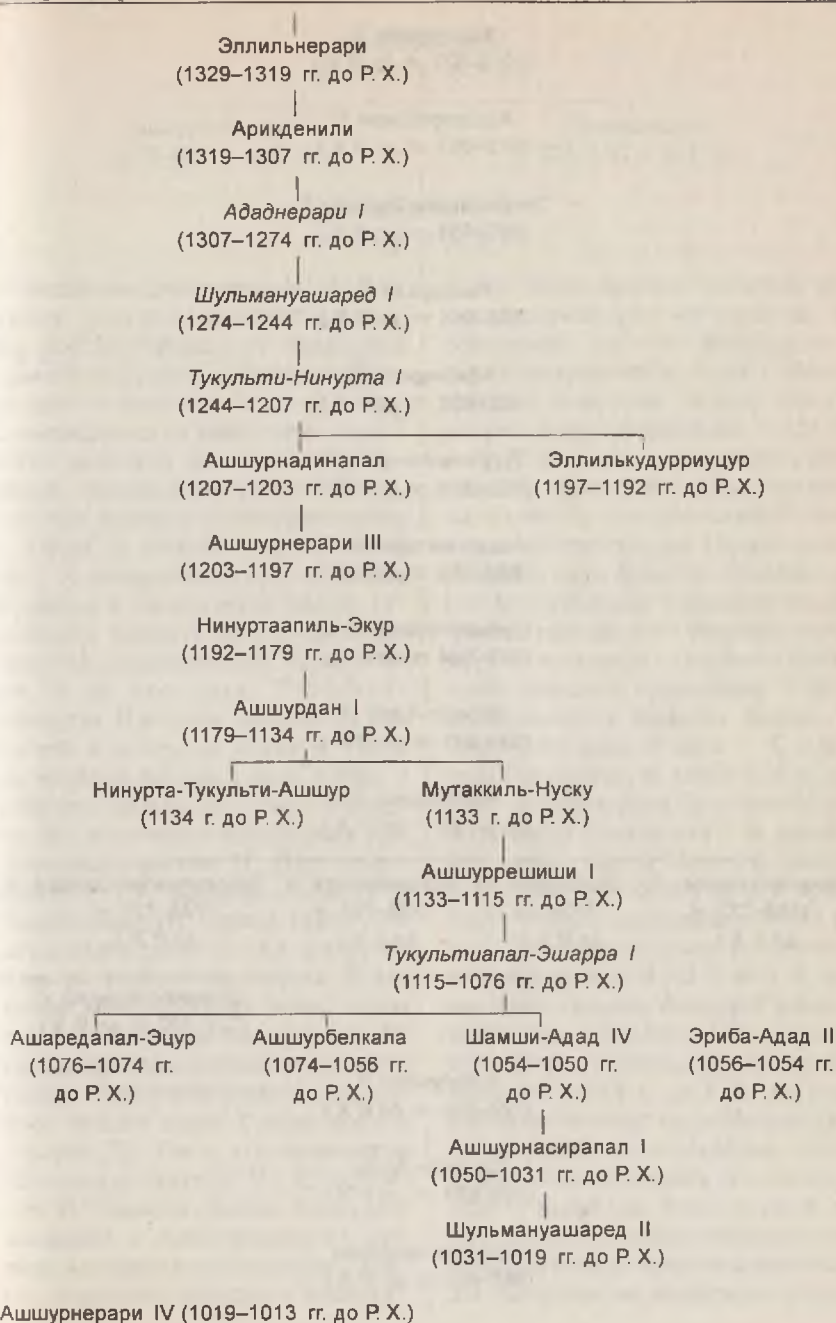 Эллильнерари
(1329–1319 гг. до Р. Х.)
Арикденили
(1319–1307 гг. до Р. Х.)
Ададнерари I
(1307–1274 гг. до Р. Х.)
Шульмануашаред I
(1274–1244 гг. до Р. Х.)
Тукульти-Нинурта I
(1244–1207 гг. до Р. Х.)
Ашшурнадинапал Эллилькудурриуцур
(1207–1203 гг. до Р. Х.) (1197–1192 гг. до Р. Х.)
Ашшурнерари III
(1203–1197 гг. до Р. Х.)
Нинуртаапиль-Экур
(1192–1179 гг. до Р. Х.)
Ашшурдан I
(1179–1134 гг. до Р. Х.)
Нинурта-Тукульти-Ашшур Мутаккиль-Нуску
(1134 г. до Р. Х.) (1133 г. до Р. Х.)
Ашшуррешиши I
(1133–1115 гг. до Р. Х.)
Тукультиапал-Эшарра I
(1115–1076 гг. до Р. Х.)
Ашаредапал-Эцур Ашшурбелкала Шамши-Адад IV Эриба-Адад II
(1076–1074 гг. (1074–1056 гг. (1054–1050 гг. (1056–1054 гг.
до Р. Х.) до Р. Х.) до Р. Х.) до Р. Х.)
Ашшурнасирапал I
(1050–1031 гг. до Р. Х.)
Шульмануашаред II
(1031–1019 гг. до Р. Х.)
Ашшурнерари IV (1019–1013 гг. до Р. Х.)